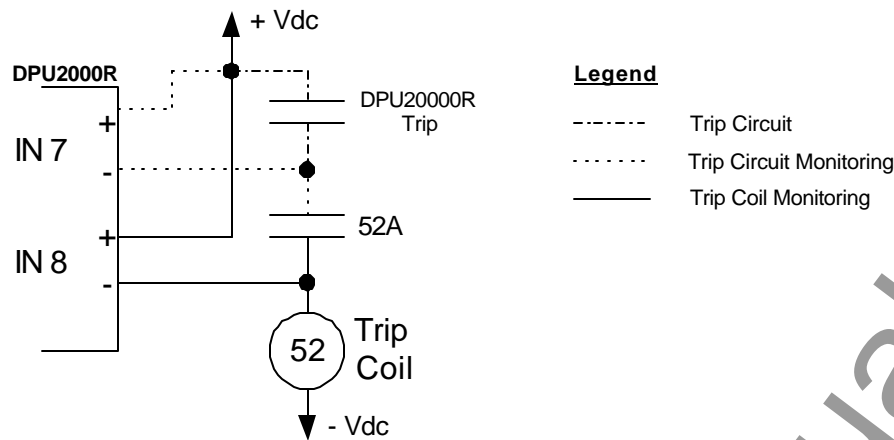 + Vdc
DPU2000R
+
IN 7
-
DPU20000R
Trip
52A
+
IN 8
-
52
Trip
Coil
- Vdc
Legend
Trip Circuit
Trip Circuit Monitoring
Trip Coil Monitoring